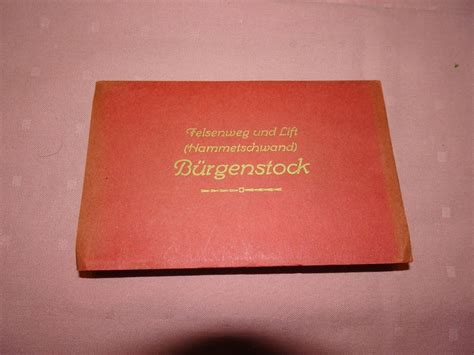 Felsenweg und Lift
(Hammetschwand)
Bürgenstock